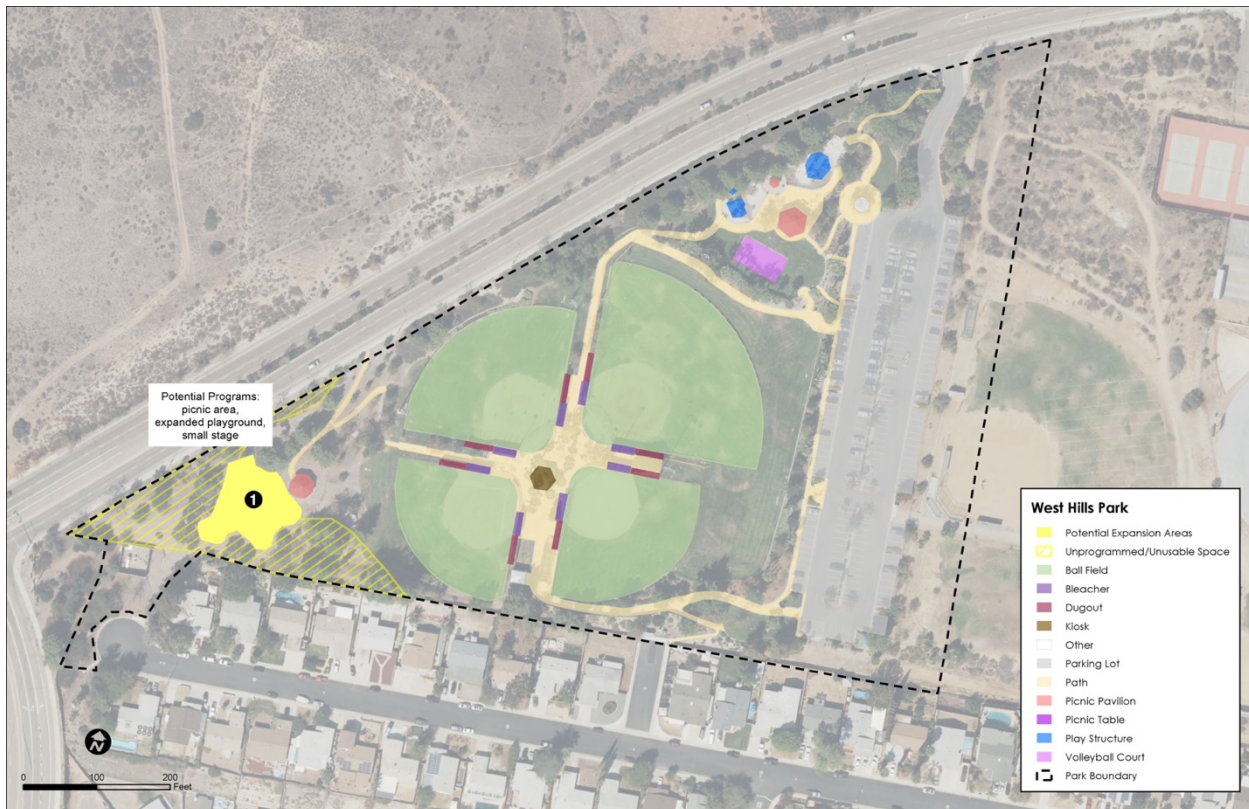 Potential Programs:
picnic area,
expanded playground,
small stage
1
West Hills Park
Potential Expansion Areas
Unprogrammed/Unusable Space
Ball Field
Bleacher
Dugout
Kiosk
Other
Parking Lot
Path
Picnic Pavilion
Picnic Table
Play Structure
Volleyball Court
Park Boundary
N
0 100 200
Feet